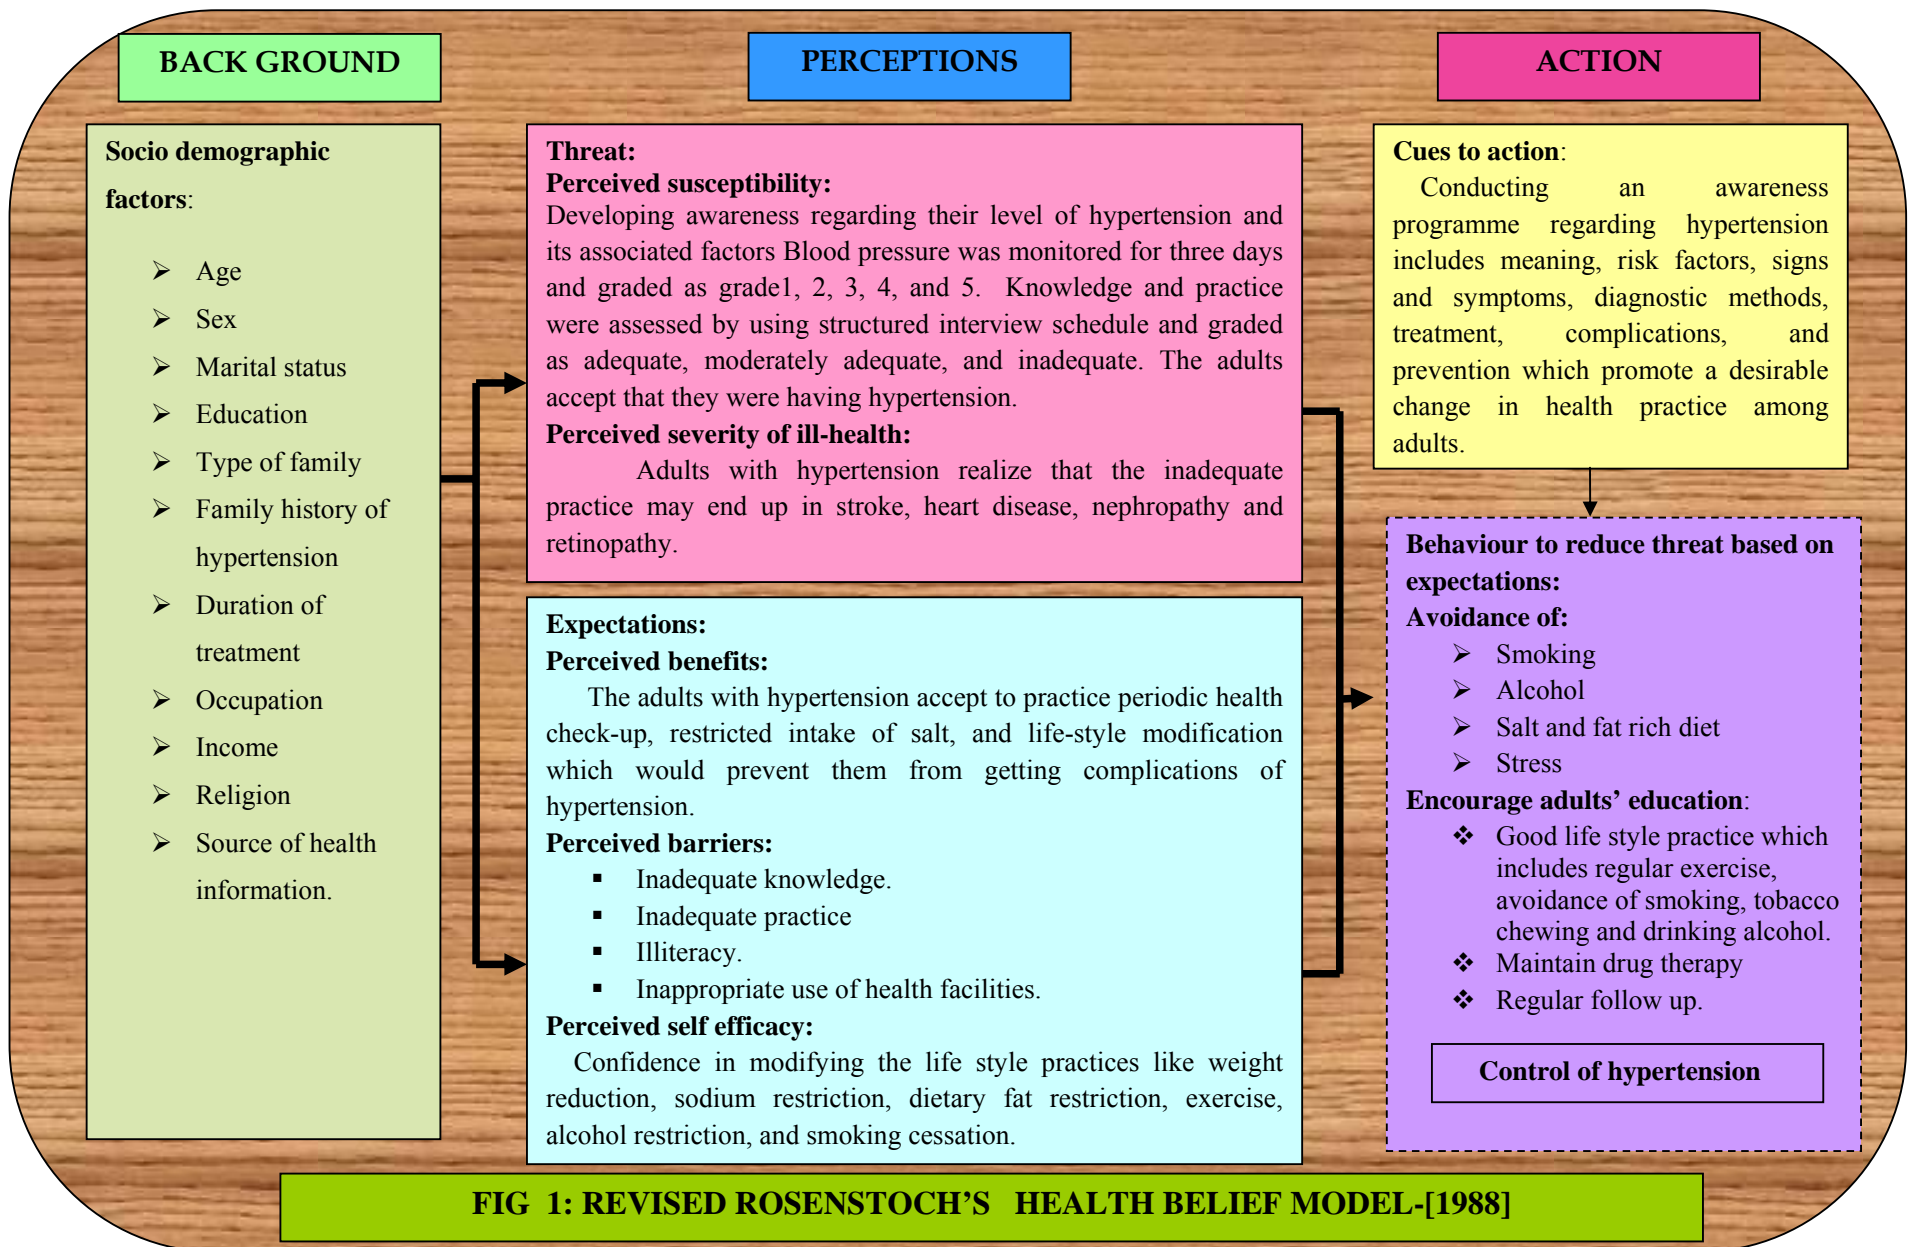 BACK GROUND
PERCEPTIONS
ACTION
Socio demographic
factors:
➢ Age
➢ Sex
➢ Marital status
➢ Education
➢ Type of family
➢ Family history of
hypertension
➢ Duration of
treatment
➢ Occupation
➢ Income
➢ Religion
➢ Source of health
information.
Threat:
Perceived susceptibility:
Developing awareness regarding their level of hypertension and
its associated factors Blood pressure was monitored for three days
and graded as grade1, 2, 3, 4, and 5. Knowledge and practice
were assessed by using structured interview schedule and graded
as adequate, moderately adequate, and inadequate. The adults
accept that they were having hypertension.
Perceived severity of ill-health:
Adults with hypertension realize that the inadequate
practice may end up in stroke, heart disease, nephropathy and
retinopathy.
Expectations:
Perceived benefits:
The adults with hypertension accept to practice periodic health
check-up, restricted intake of salt, and life-style modification
which would prevent them from getting complications of
hypertension.
Perceived barriers:
▪ Inadequate knowledge.
▪ Inadequate practice
▪ Illiteracy.
▪ Inappropriate use of health facilities.
Perceived self efficacy:
Confidence in modifying the life style practices like weight
reduction, sodium restriction, dietary fat restriction, exercise,
alcohol restriction, and smoking cessation.
Cues to action:
Conducting an awareness
programme regarding hypertension
includes meaning, risk factors, signs
and symptoms, diagnostic methods,
treatment, complications, and
prevention which promote a desirable
change in health practice among
adults.
Behaviour to reduce threat based on
expectations:
Avoidance of:
➢ Smoking
➢ Alcohol
➢ Salt and fat rich diet
➢ Stress
Encourage adults’ education:
❖ Good life style practice which
includes regular exercise,
avoidance of smoking, tobacco
chewing and drinking alcohol.
❖ Maintain drug therapy
❖ Regular follow up.
Control of hypertension
FIG 1: REVISED ROSENSTOCH’S HEALTH BELIEF MODEL-[1988]